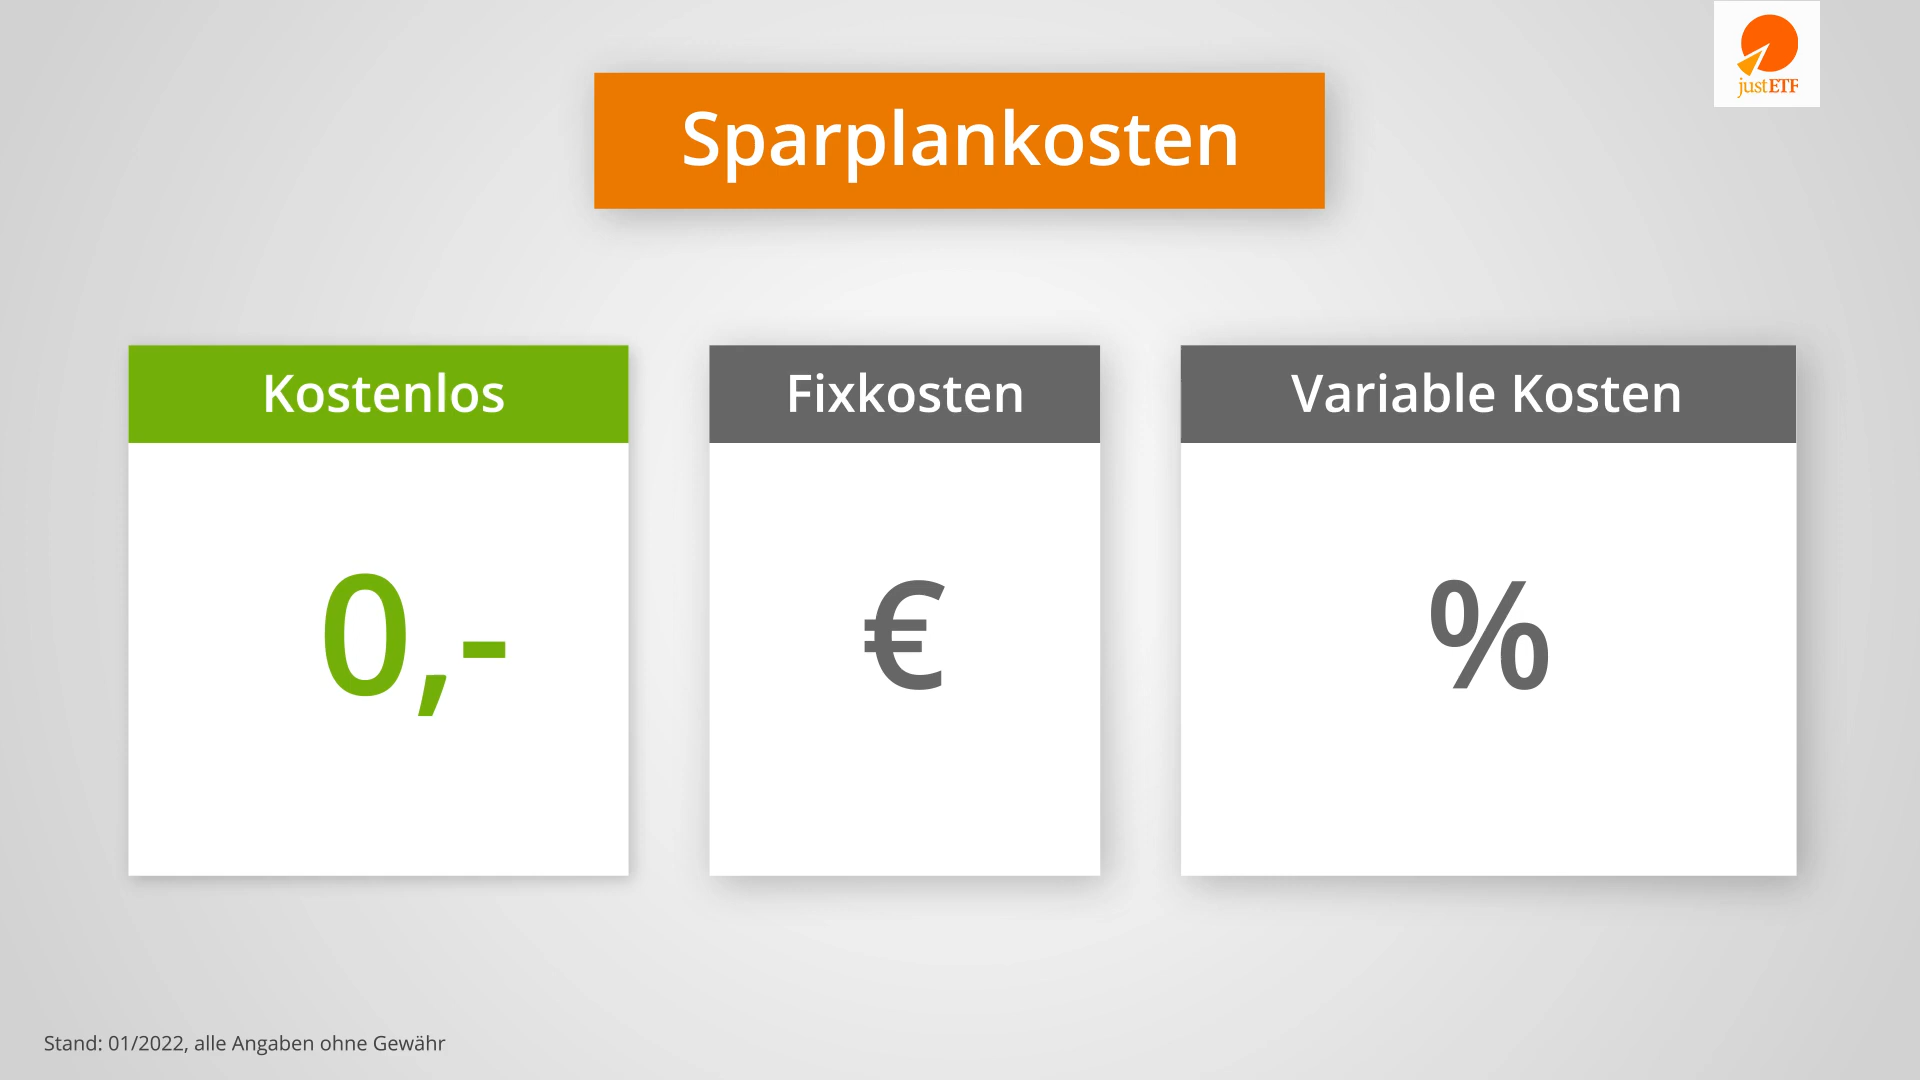 justETF
Sparplankosten
Kostenlos
Fixkosten
Variable Kosten
0,-
€
%
Stand: 01/2022, alle Angaben ohne Gewähr